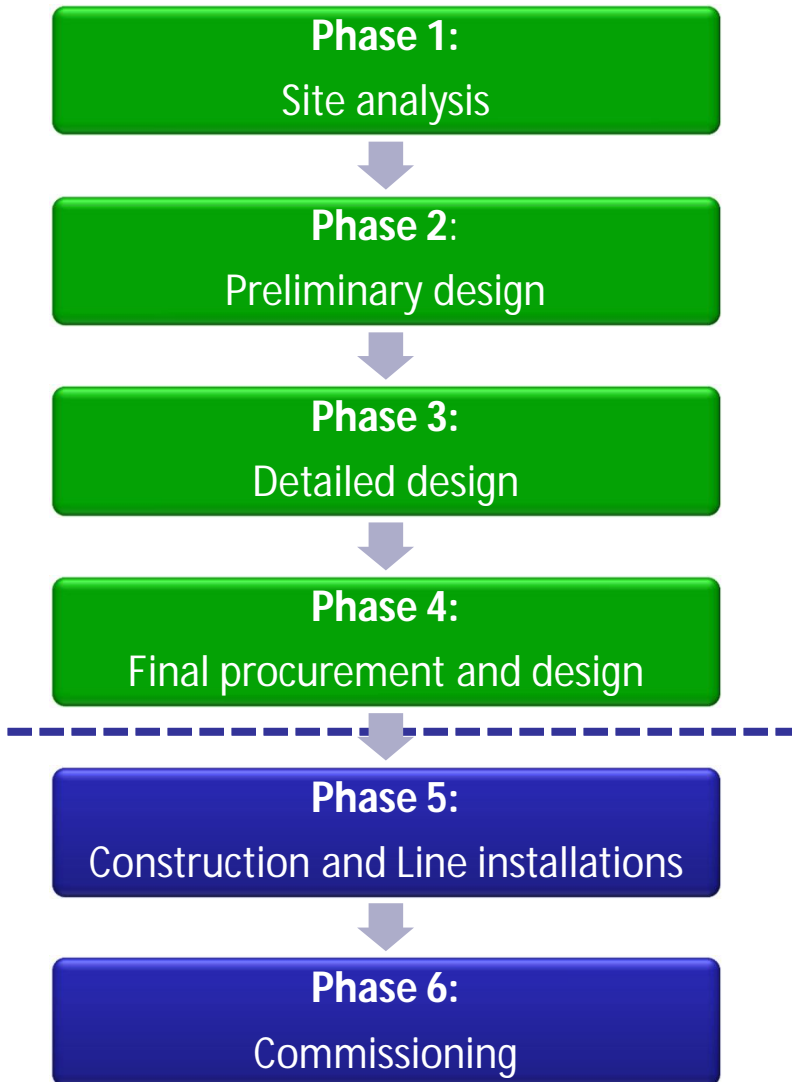 Phase 1:
Site analysis
Phase 2:
Preliminary design
Phase 3:
Detailed design
Phase 4:
Final procurement and design
Phase 5:
Construction and Line installations
Phase 6:
Commissioning